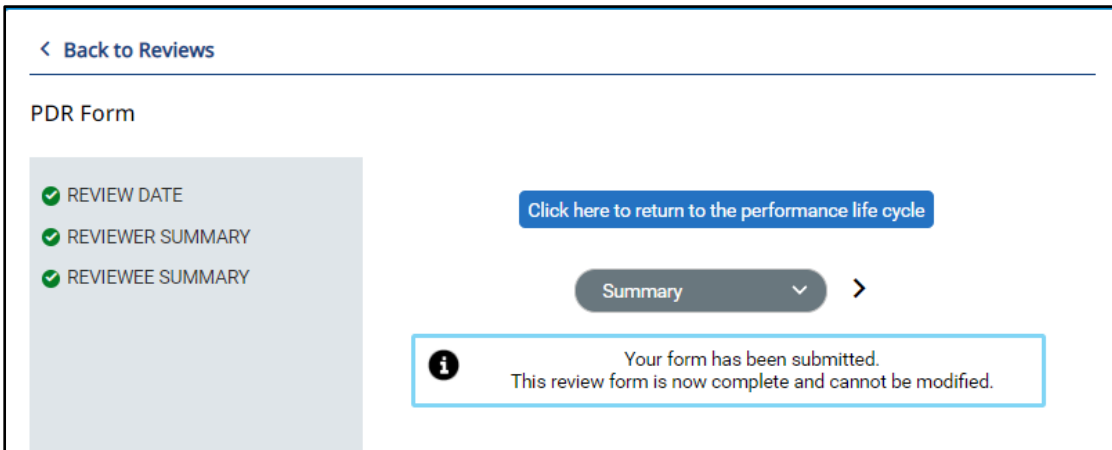 Back to Reviews
PDR Form
REVIEW DATE
REVIEWER SUMMARY
REVIEWEE SUMMARY
Click here to return to the performance life cycle
Summary
Your form has been submitted.
This review form is now complete and cannot be modified.